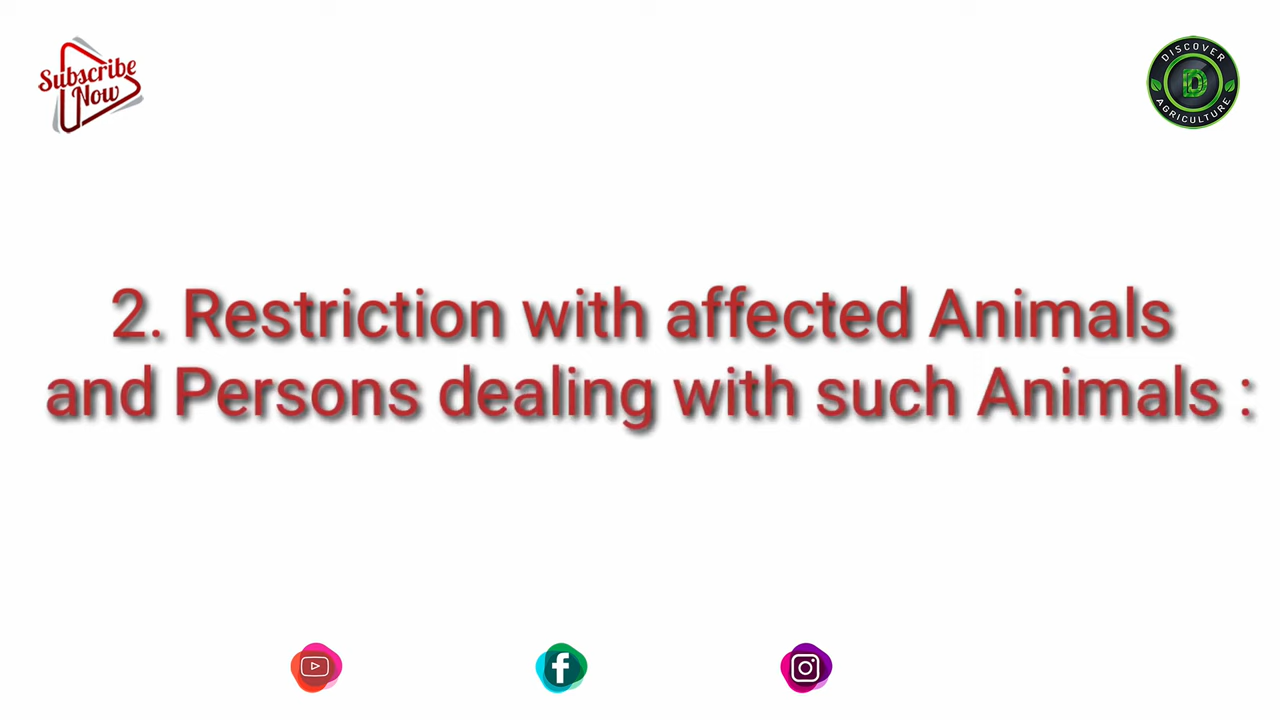 Subscribe
Now
DISCOVER
D
AGRICULTURE
2. Restriction with affected Animals
and Persons dealing with such Animals :